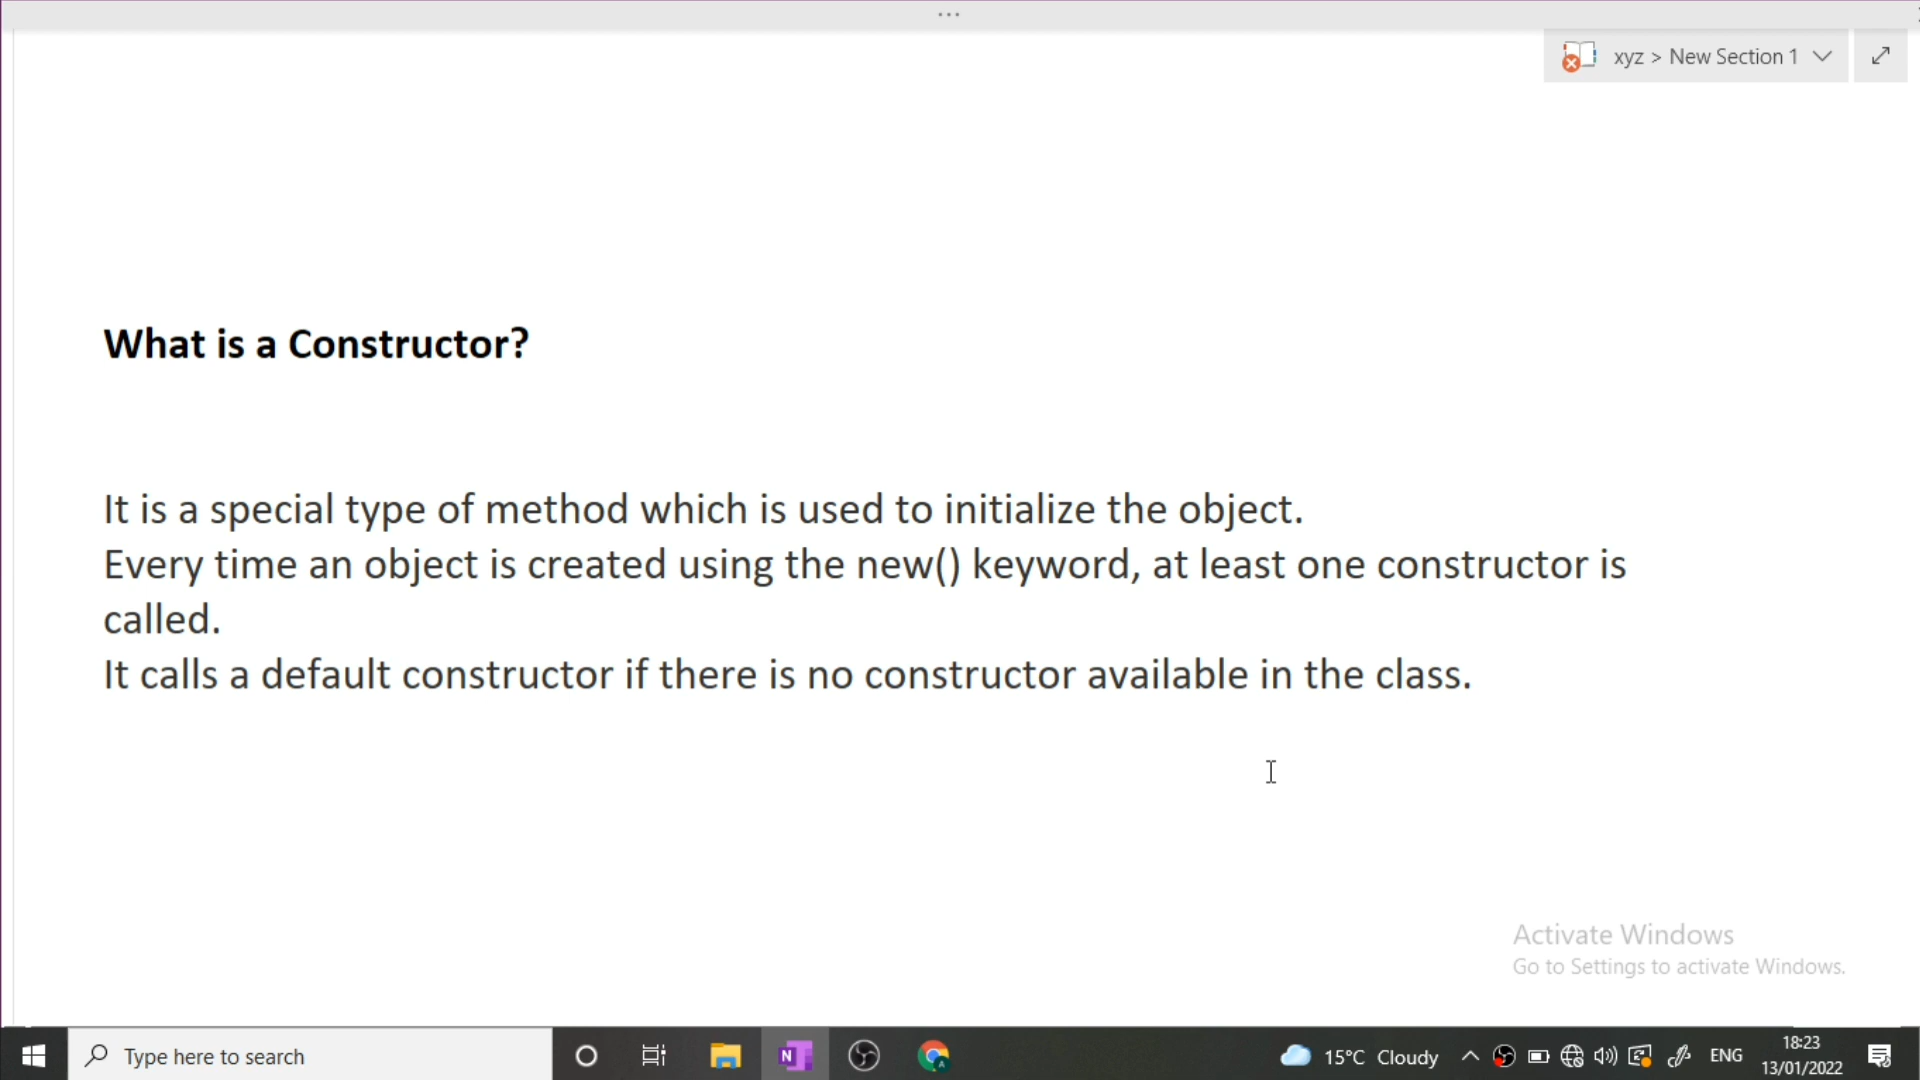 xyz > New Section 1
What is a Constructor?
It is a special type of method which is used to initialize the object.
Every time an object is created using the new() keyword, at least one constructor is
called.
It calls a default constructor if there is no constructor available in the class.
Activate Windows
Go to Settings to activate Windows.
Type here to search
N
A
15°C Cloudy
ENG
18:23
13/01/2022